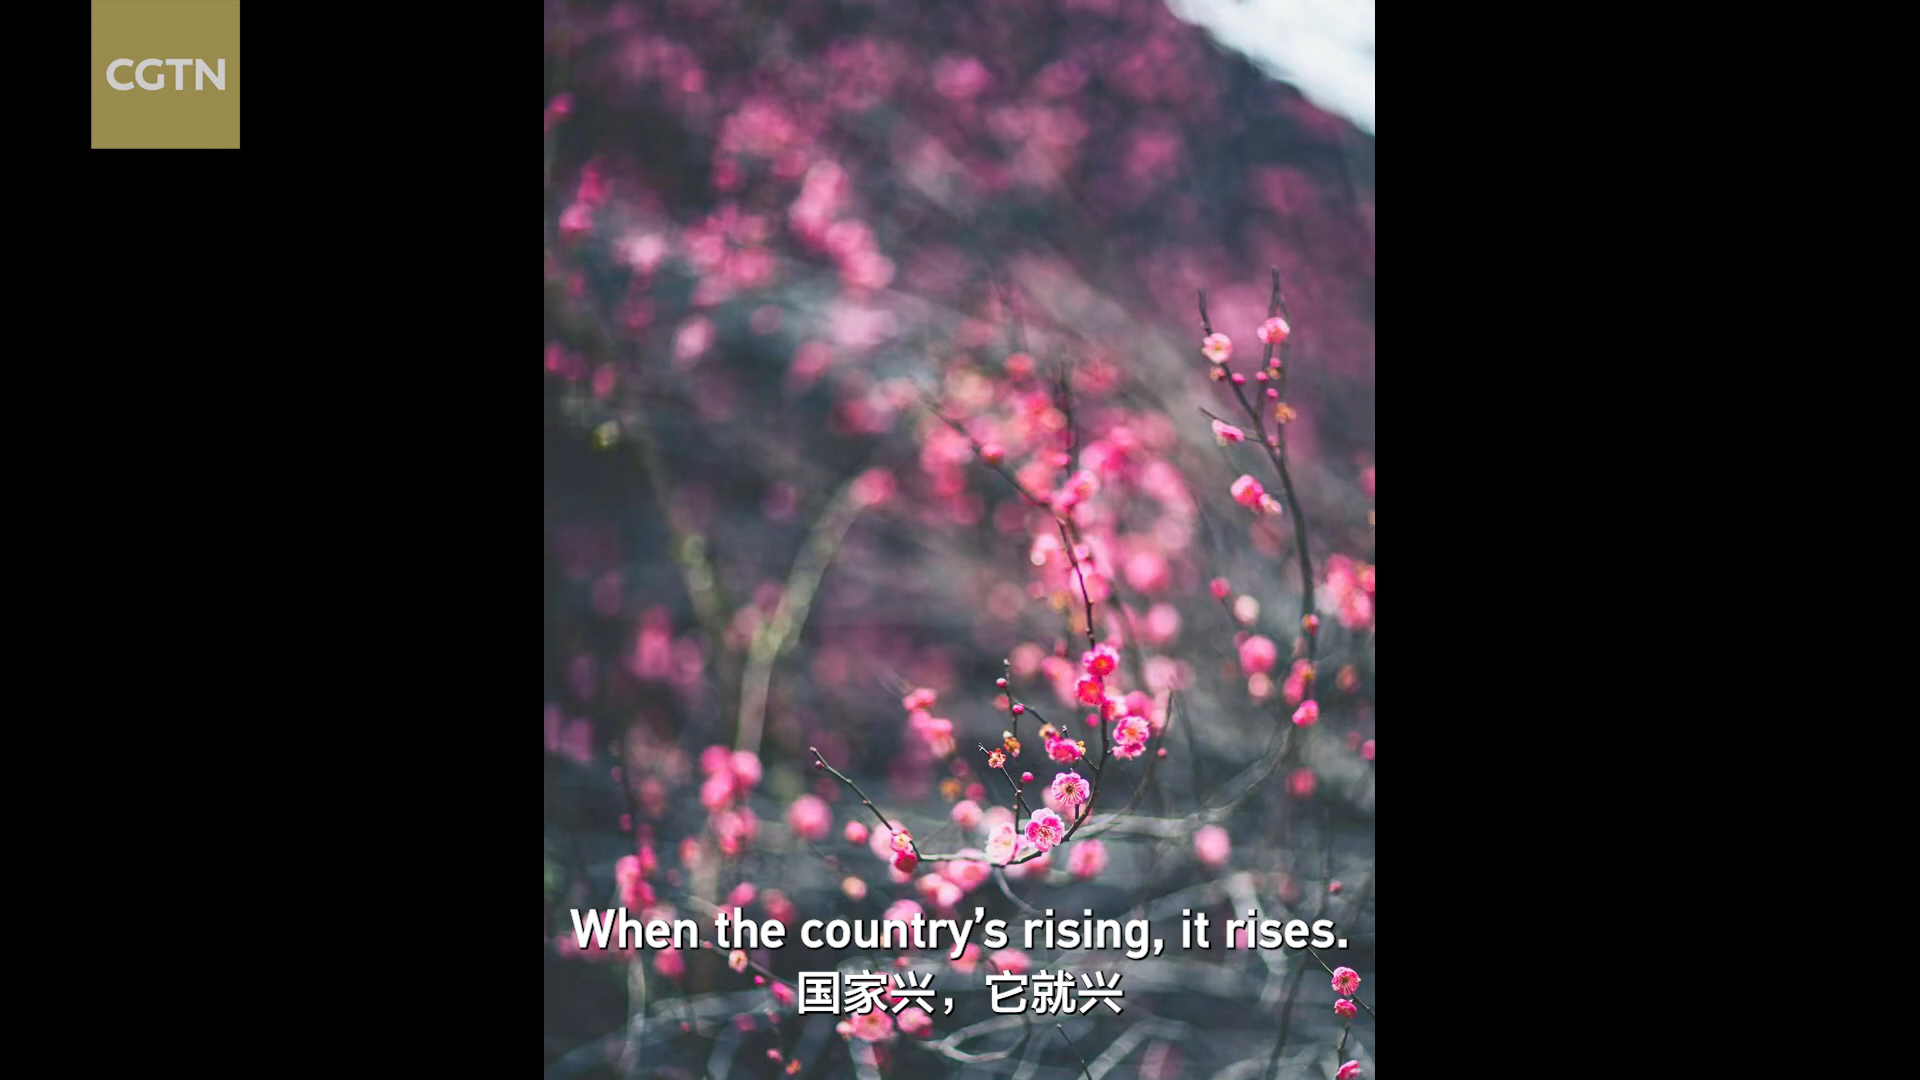 CGTN
When the country’s rising, it rises.
国家兴，它就兴